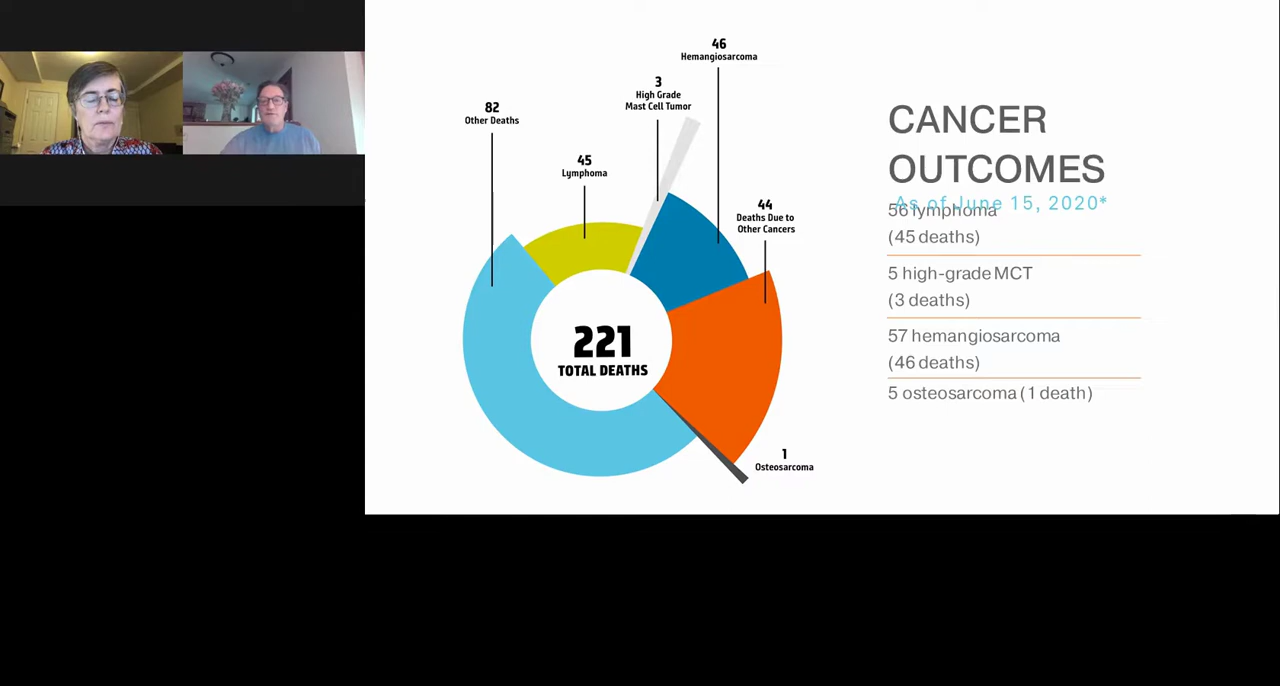 46
Hemangiosarcoma
3
High Grade
Mast Cell Tumor
82
Other Deaths
45
Lymphoma
44
Deaths Due to
Other Cancers
221
TOTAL DEATHS
1
Osteosarcoma
CANCER
OUTCOMES
As of June 15, 2020*
56 lymphoma
(45 deaths)
5 high-grade MCT
(3 deaths)
57 hemangiosarcoma
(46 deaths)
5 osteosarcoma (1 death)